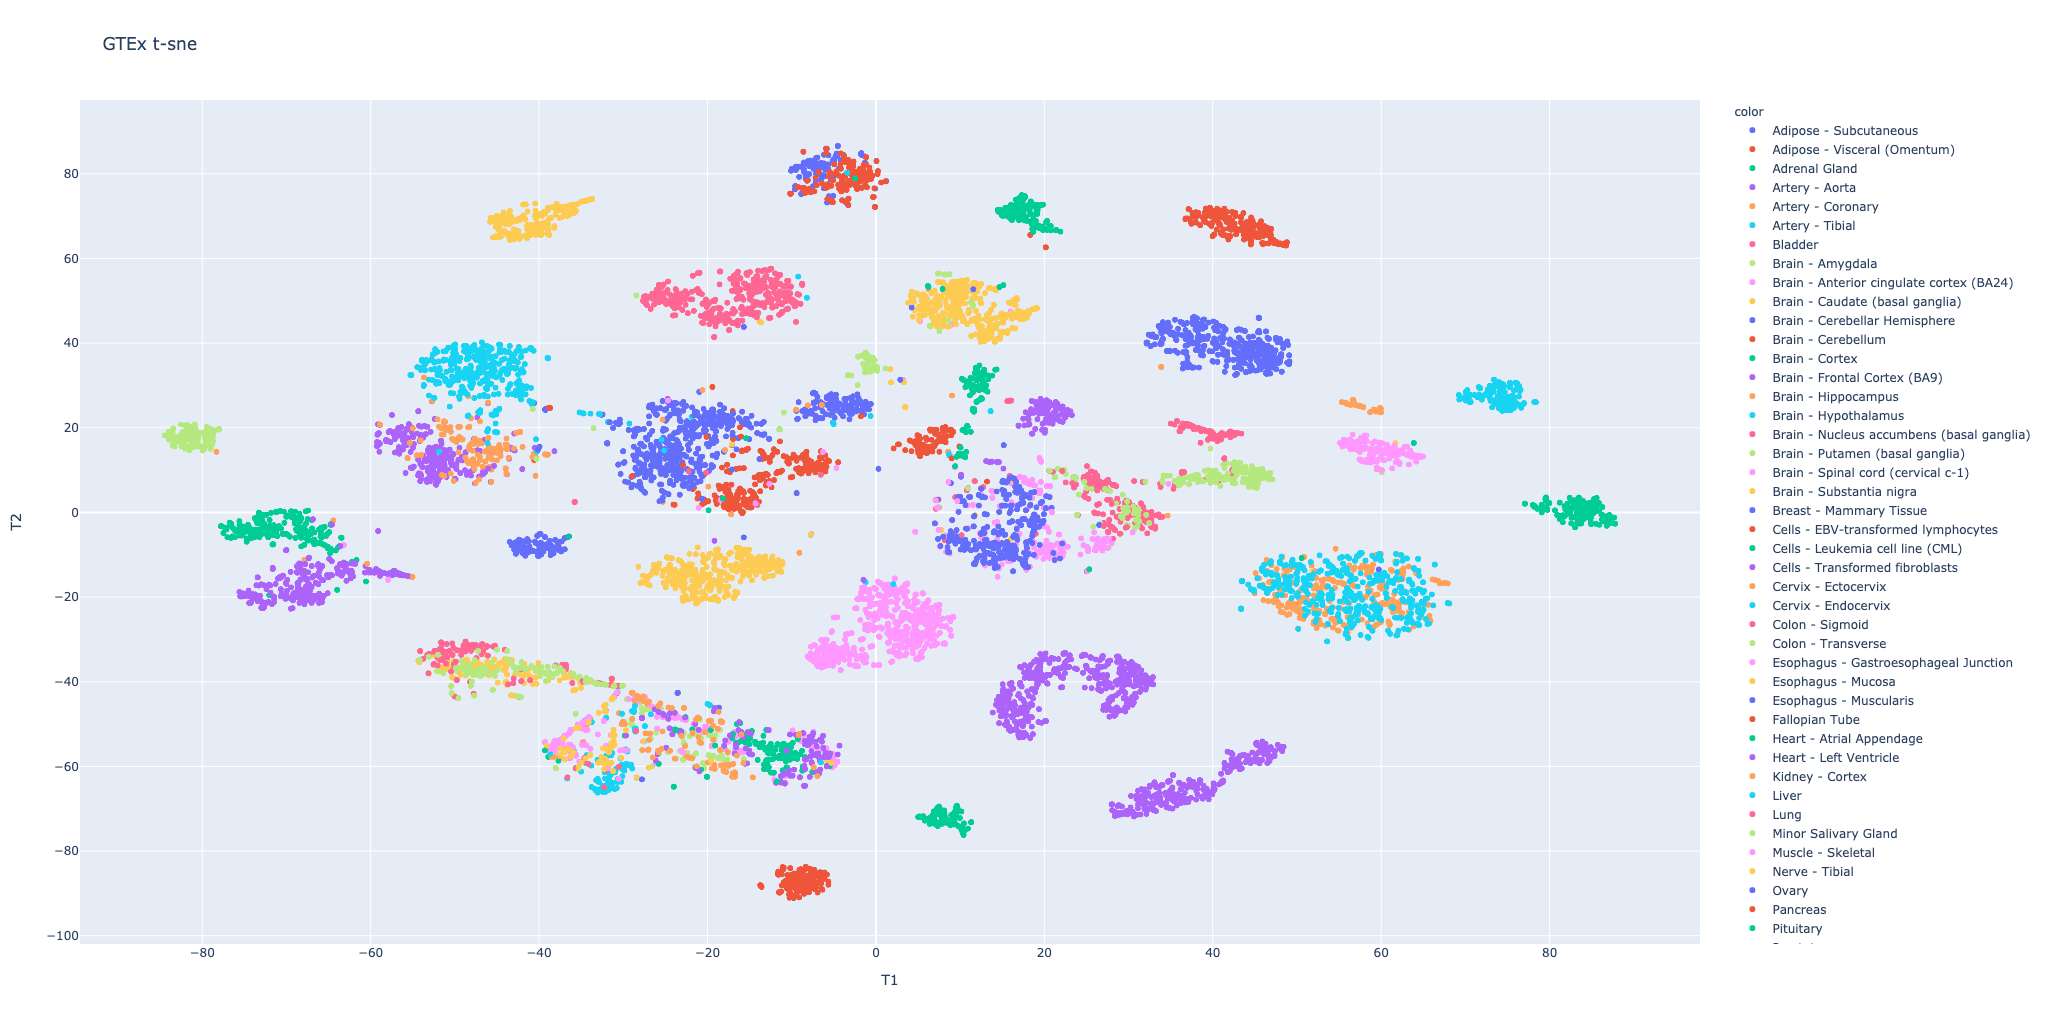 GTEx t-sne
color
Adipose - Subcutaneous
Adipose - Visceral (Omentum)
Adrenal Gland
Artery - Aorta
Artery - Coronary
Artery - Tibial
Bladder
Brain - Amygdala
Brain - Anterior cingulate cortex (BA24)
Brain - Caudate (basal ganglia)
Brain - Cerebellar Hemisphere
Brain - Cerebellum
Brain - Cortex
Brain - Frontal Cortex (BA9)
Brain - Hippocampus
Brain - Hypothalamus
Brain - Nucleus accumbens (basal ganglia)
Brain - Putamen (basal ganglia)
Brain - Spinal cord (cervical c-1)
Brain - Substantia nigra
Breast - Mammary Tissue
Cells - EBV-transformed lymphocytes
Cells - Leukemia cell line (CML)
Cells - Transformed fibroblasts
Cervix - Ectocervix
Cervix - Endocervix
Colon - Sigmoid
Colon - Transverse
Esophagus - Gastroesophageal Junction
Esophagus - Mucosa
Esophagus - Muscularis
Fallopian Tube
Heart - Atrial Appendage
Heart - Left Ventricle
Kidney - Cortex
Liver
Lung
Minor Salivary Gland
Muscle - Skeletal
Nerve - Tibial
Ovary
Pancreas
Pituitary
80
60
40
20
0
−20
−40
−60
−80
−100
T2
−80
−60
−40
−20
0
20
40
60
80
T1